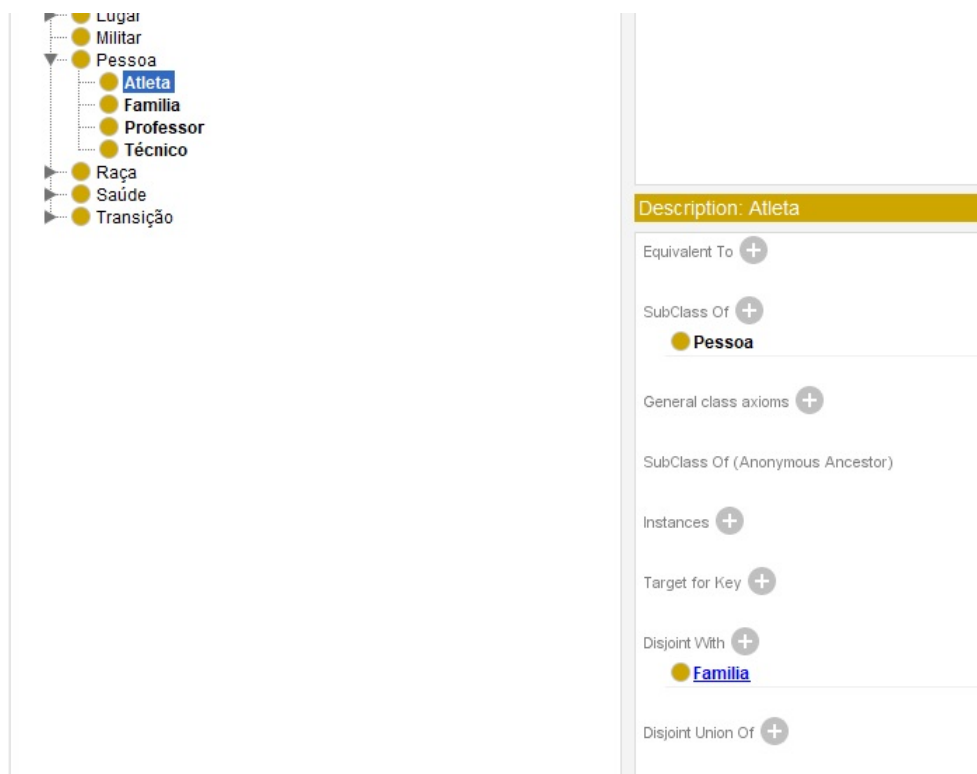 Lugar
Militar
Pessoa
Atleta
Familia
Professor
Técnico
Raça
Saúde
Transição
Description: Atleta
Equivalent To
SubClass Of
Pessoa
General class axioms
SubClass Of (Anonymous Ancestor)
Instances
Target for Key
Disjoint With
Familia
Disjoint Union Of